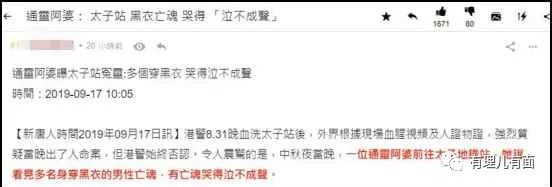 通靈阿婆： 太子站 黑衣亡魂 哭得 「泣不成聲」
1671
80
• 20 小時前
通靈阿婆曝太子站冤靈:多個穿黑衣 哭得泣不成聲
時間：2019-09-17 10:05
【新唐人時間2019年09月17日訊】港警8.31晚血洗太子站後，外界根據現場血腥視頻及人證物證，強烈質
疑當晚出了人命案，但港警始終否認。令人震驚的是，中秋夜當晚，一位通靈阿婆前往太子地鐵站，她説
看見多名身穿黑衣的男性亡魂，有亡魂哭得泣不成聲。
有理儿有面